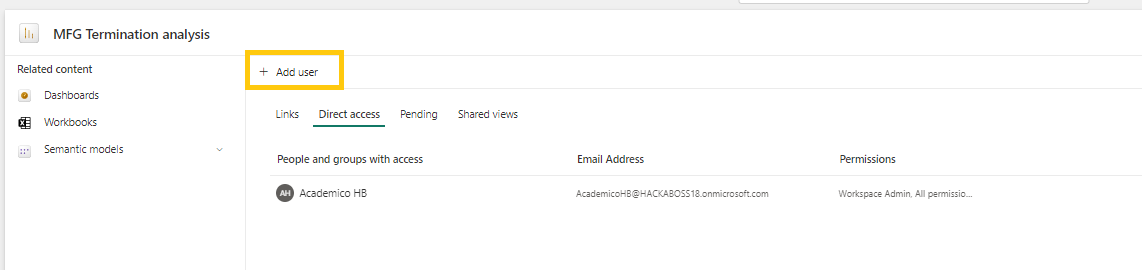 MFG Termination analysis
Related content
Dashboards
Workbooks
Semantic models
+ Add user
Links Direct access Pending Shared views
People and groups with access Email Address Permissions
AH Academico HB AcademicoHB@HACKABOSS18.onmicrosoft.com Workspace Admin, All permissio...